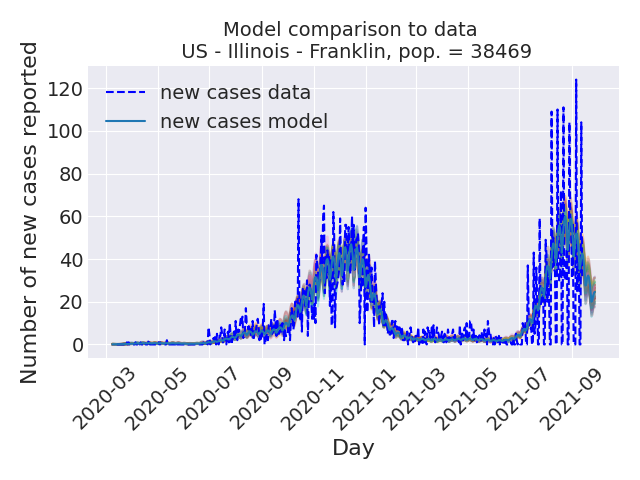 Model comparison to data
US - Illinois - Franklin, pop. = 38469
Number of new cases reported
120
100
80
60
40
20
0
new cases data
new cases model
2020-03
2020-05
2020-07
2020-09
2020-11
2021-01
2021-03
2021-05
2021-07
2021-09
Day